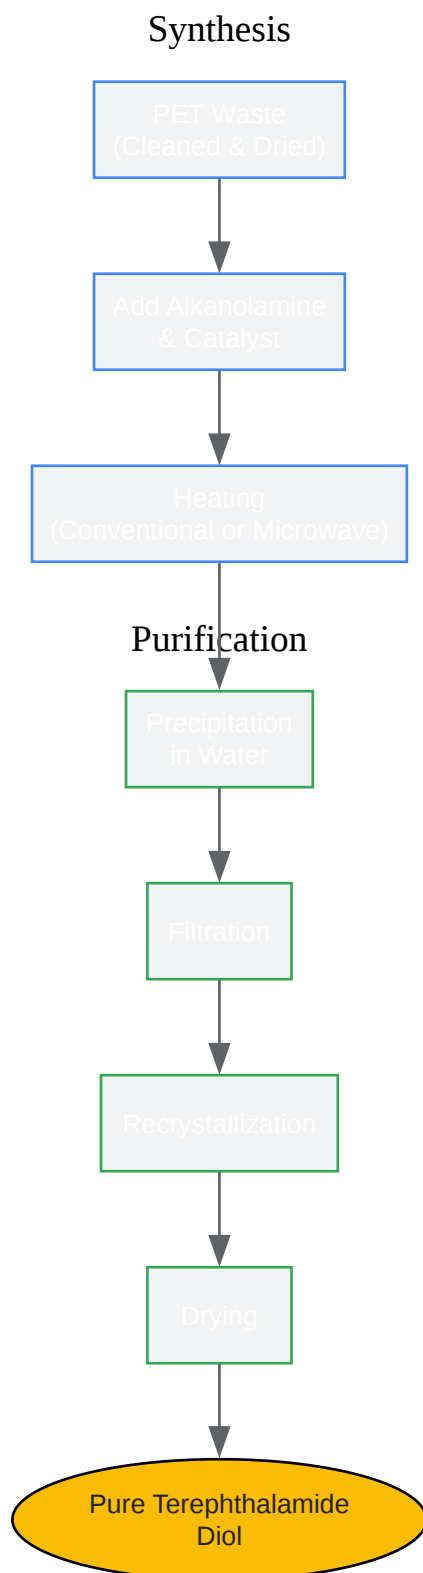 Synthesis
PET Waste
(Cleaned & Dried)
Add Alkanolamine
& Catalyst
Heating
(Conventional or Microwave)
Purification
Precipitation
in Water
Filtration
Recrystallization
Drying
Pure Terephthalamide
Diol